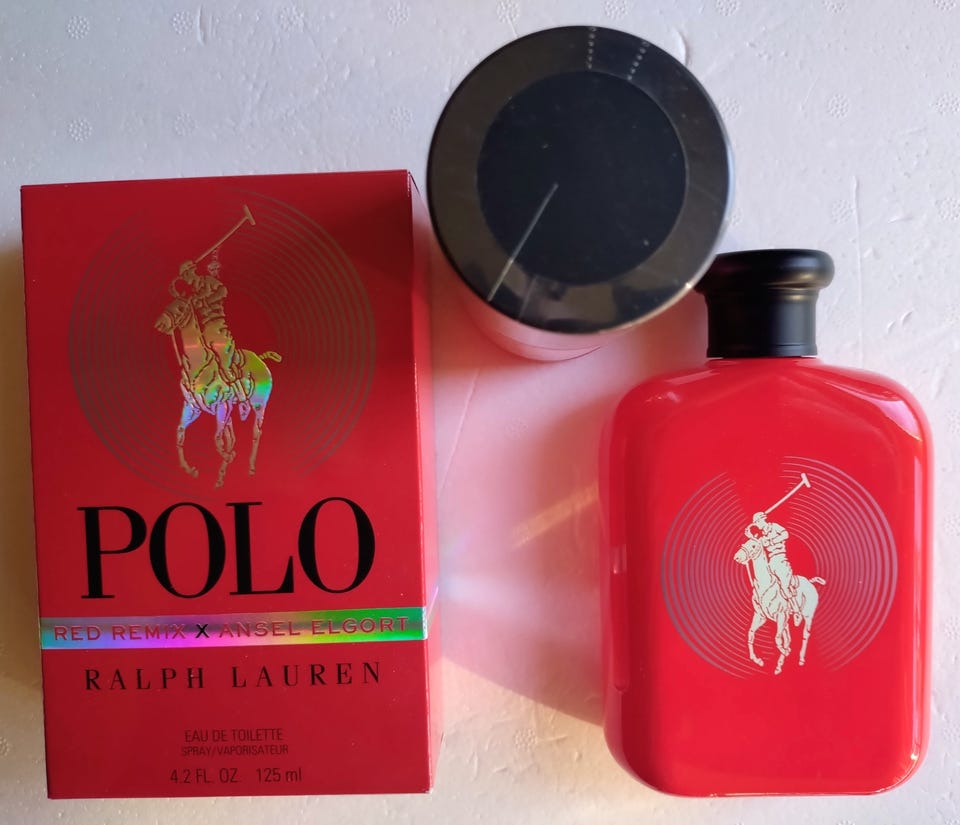 POLO
RED REMIX X ANSEL ELGORT
RALPH LAUREN
EAU DE TOILETTE
SPRAY/VAPORISATEUR
4.2 FL. OZ. 125 ml